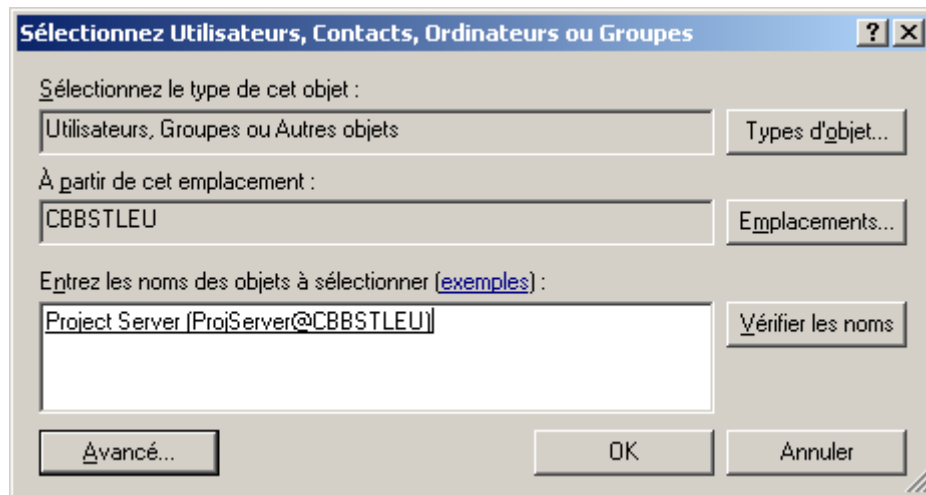 Sélectionnez Utilisateurs, Contacts, Ordinateurs ou Groupes
Sélectionnez le type de cet objet :
Utilisateurs, Groupes ou Autres objets
Types d'objet...
À partir de cet emplacement :
CBBSTLEU
Emplacements...
Entrez les noms des objets à sélectionner (exemples) :
Project Server (ProjServer@CBBSTLEU)
Vérifier les noms
Avancé...
OK
Annuler